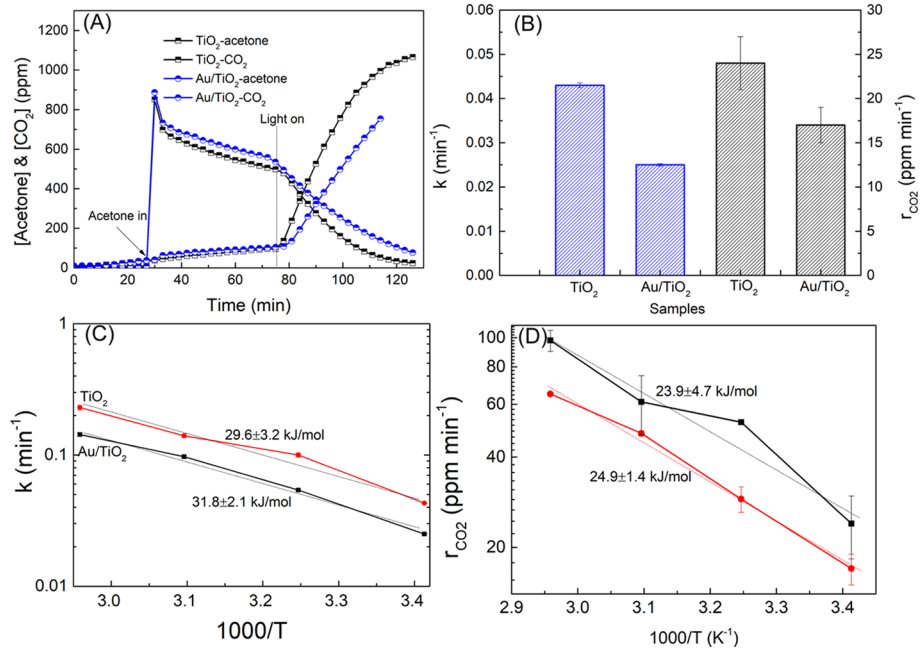 (A)
TiO2-acetone
TiO2-CO2
Au/TiO2-acetone
Au/TiO2-CO2
Light on
Acetone in
[Acetone] & [CO2] (ppm)
1200
1000
800
600
400
200
0
0 20 40 60 80 100 120
Time (min)
(B)
k (min-1)
0.06
0.05
0.04
0.03
0.02
0.01
0.00
30
25
20
15
10
5
0
rCO2 (ppm min-1)
TiO2 Au/TiO2 TiO2 Au/TiO2
Samples
(C)
k (min-1)
1
0.1
0.01
TiO2
29.6±3.2 kJ/mol
Au/TiO2
31.8±2.1 kJ/mol
3.0 3.1 3.2 3.3 3.4
1000/T
(D)
rCO2 (ppm min-1)
100
80
60
40
20
23.9±4.7 kJ/mol
24.9±1.4 kJ/mol
2.9 3.0 3.1 3.2 3.3 3.4
1000/T (K-1)